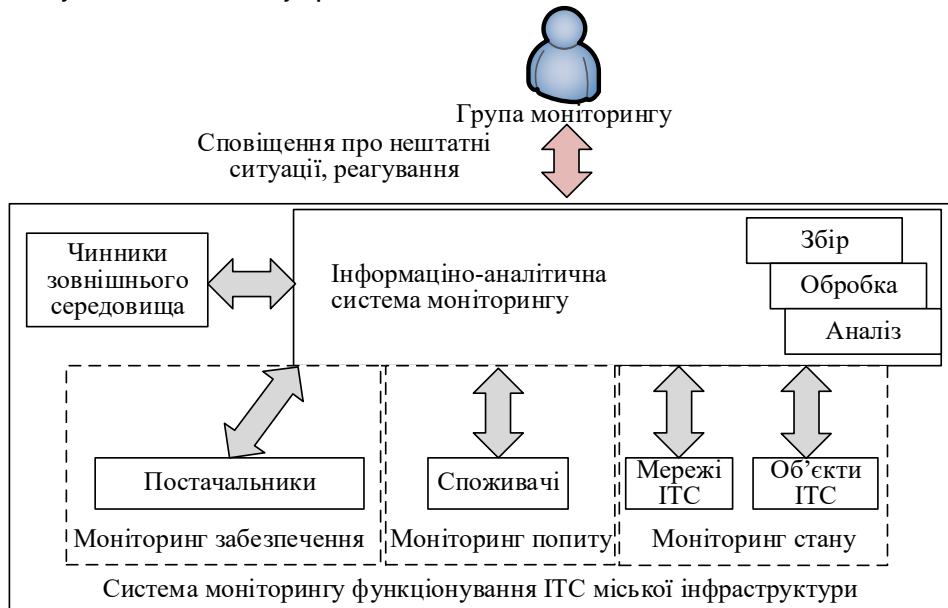 Група моніторингу
Сповіщення про нештатні
ситуації, реагування
Чинники
зовнішнього
середовища
Інформаціно-аналітична
система моніторингу
Збір
Обробка
Аналіз
Постачальники
Споживачі
Мережі
ІТС
Об’єкти
ІТС
Моніторинг забезпечення
Моніторинг попиту
Моніторинг стану
Система моніторингу функціонування ІТС міської інфраструктури